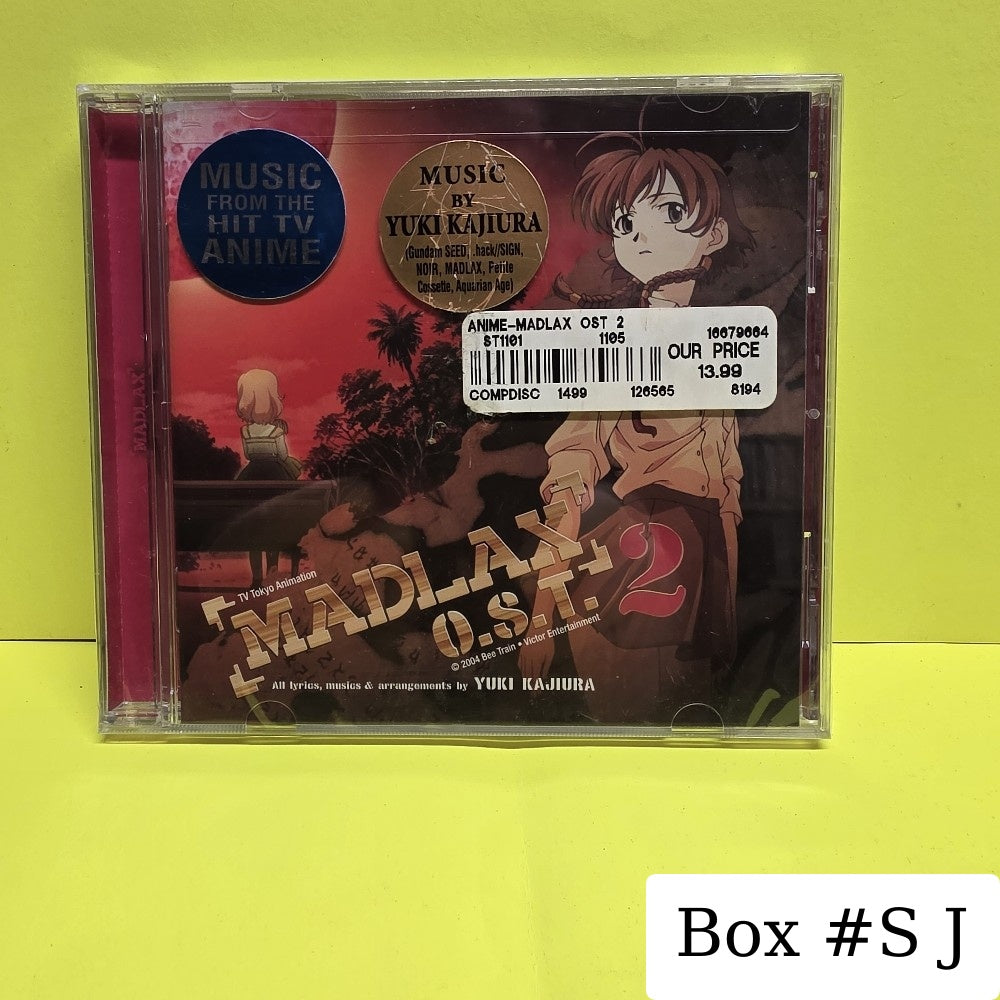 MUSIC
FROM THE
HIT TV
ANIME
MUSIC
BY
YUKI KAJIURA
(Gundam SEED, .hack//SIGN,
NOIR, MADLAX, Petite
Cossette, Aquarian Age)
ANIME-MADLAX OST 2
16679664
ST1101 1105
OUR PRICE
13.99
COMPDISC 1499 126565 8194
MADLAX
TV Tokyo Animation
MADLAX
O.S.T. 2
© 2004 Bee Train • Victor Entertainment
All lyrics, musics & arrangements by YUKI KAJIURA
Box #S J